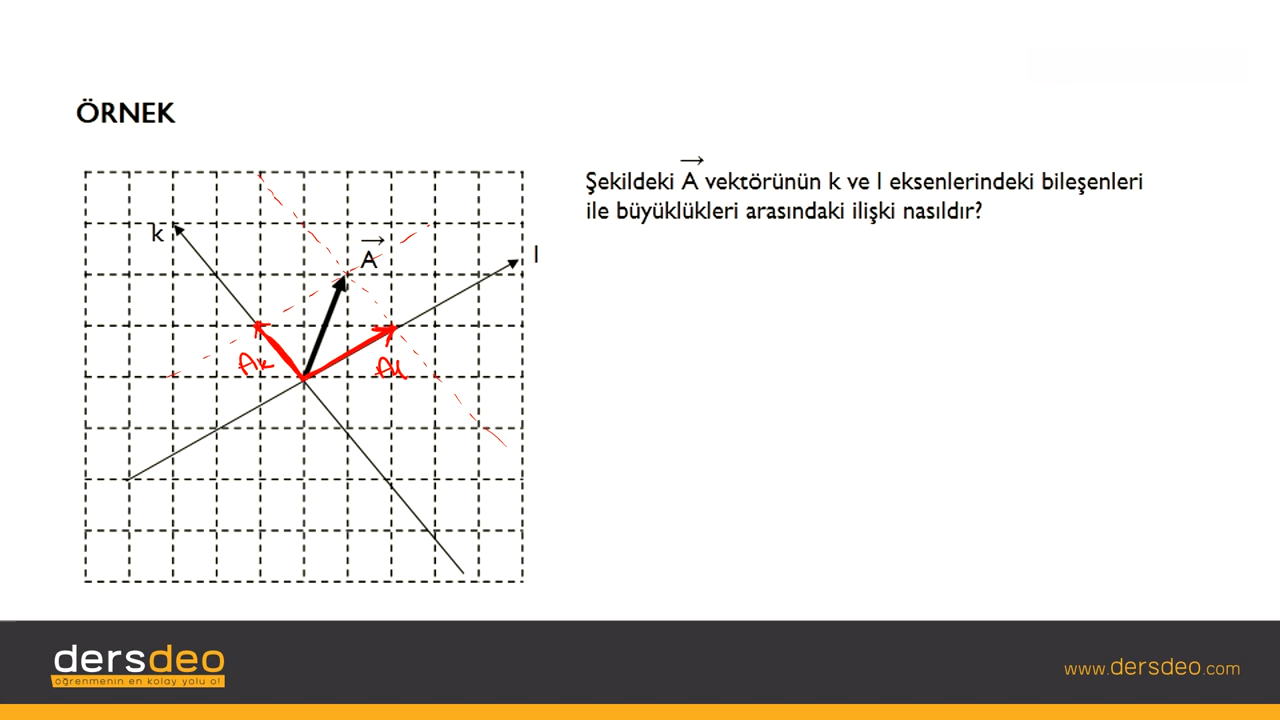 ÖRNEK
Şekildeki A vektörünün k ve l eksenlerindeki bileşenleri
ile büyüklükleri arasındaki ilişki nasıldır?
k
A
l
Ak
dersdeo
öğrenmenin en kolay yolu o!
www.dersdeo.com